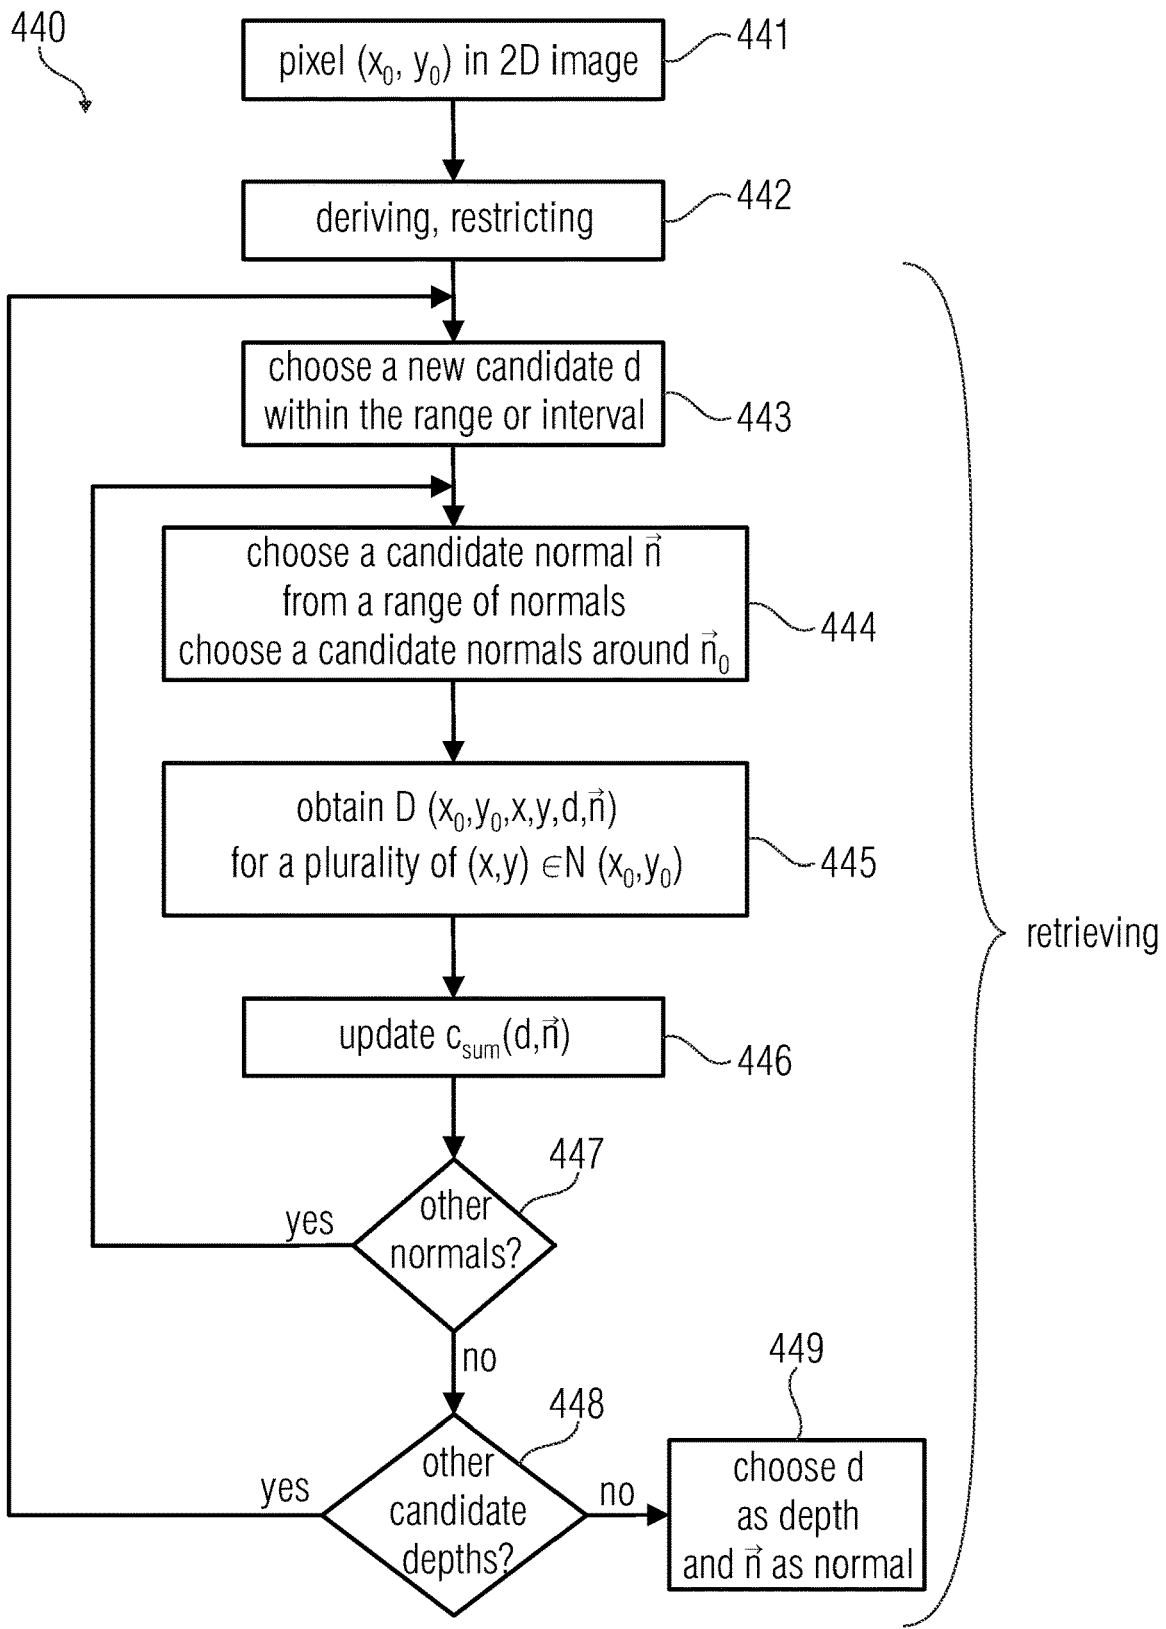 440
pixel (x₀, y₀) in 2D image
441
deriving, restricting
442
choose a new candidate d
within the range or interval
443
choose a candidate normal n⃗
from a range of normals
choose a candidate normals around n⃗₀
444
obtain D (x₀,y₀,x,y,d,n⃗)
for a plurality of (x,y) ∈N (x₀,y₀)
445
retrieving
update c_sum(d,n⃗)
446
447
other
normals?
yes
no
448
other
candidate
depths?
yes
no
449
choose d
as depth
and n⃗ as normal